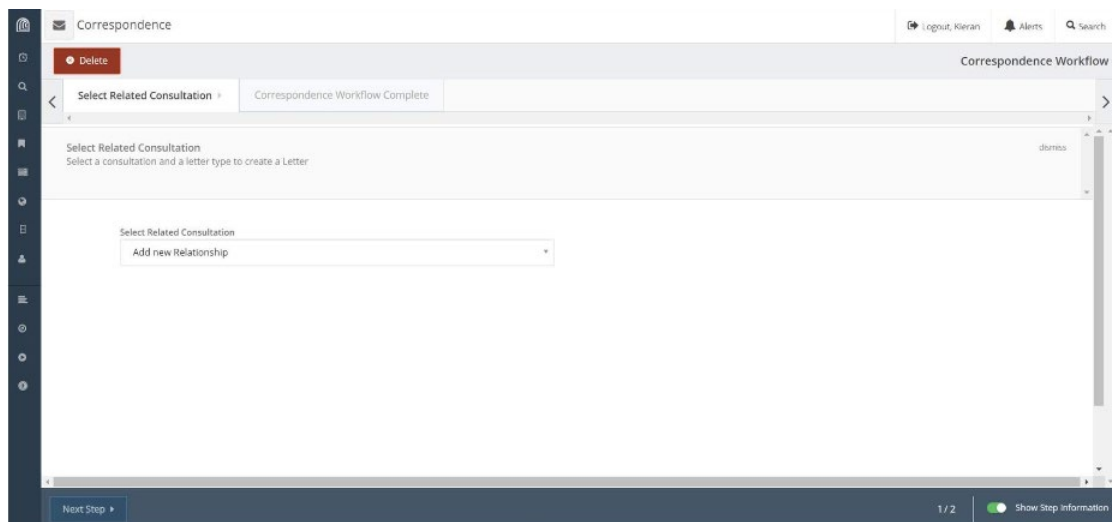 Correspondence
Logout, Kieran
Alerts
Search
Delete
Correspondence Workflow
Select Related Consultation
Correspondence Workflow Complete
Select Related Consultation
dismiss
Select a consultation and a letter type to create a Letter
Select Related Consultation
Add new Relationship
Next Step
1 / 2
Show Step Information